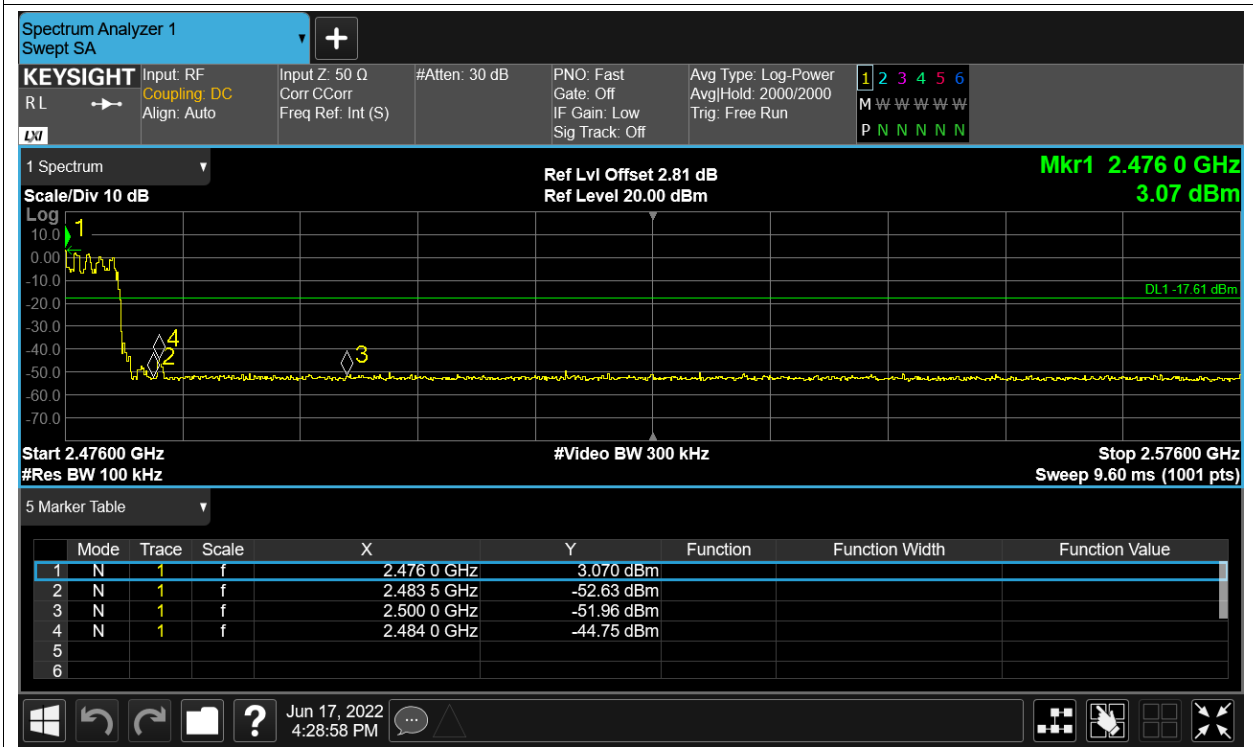 Spectrum Analyzer 1
Swept SA
KEYSIGHT Input: RF Input Z: 50 Ω #Atten: 30 dB PNO: Fast Avg Type: Log-Power 1 2 3 4 5 6
R L Coupling: DC Corr CCorr Gate: Off Avg|Hold: 2000/2000 M W W W W W
Align: Auto Freq Ref: Int (S) IF Gain: Low Trig: Free Run
LXI Sig Track: Off P N N N N N
1 Spectrum Ref Lvl Offset 2.81 dB Mkr1 2.476 0 GHz
Scale/Div 10 dB Ref Level 20.00 dBm 3.07 dBm
Log
1
10.0
0.00
-10.0
DL1 -17.61 dBm
-20.0
-30.0
4
-40.0
2 3
-50.0
-60.0
-70.0
Start 2.47600 GHz #Video BW 300 kHz Stop 2.57600 GHz
#Res BW 100 kHz Sweep 9.60 ms (1001 pts)
5 Marker Table
Mode Trace Scale X Y Function Function Width Function Value
1 N 1 f 2.476 0 GHz 3.070 dBm
2 N 1 f 2.483 5 GHz -52.63 dBm
3 N 1 f 2.500 0 GHz -51.96 dBm
4 N 1 f 2.484 0 GHz -44.75 dBm
5
6
? Jun 17, 2022
4:28:58 PM